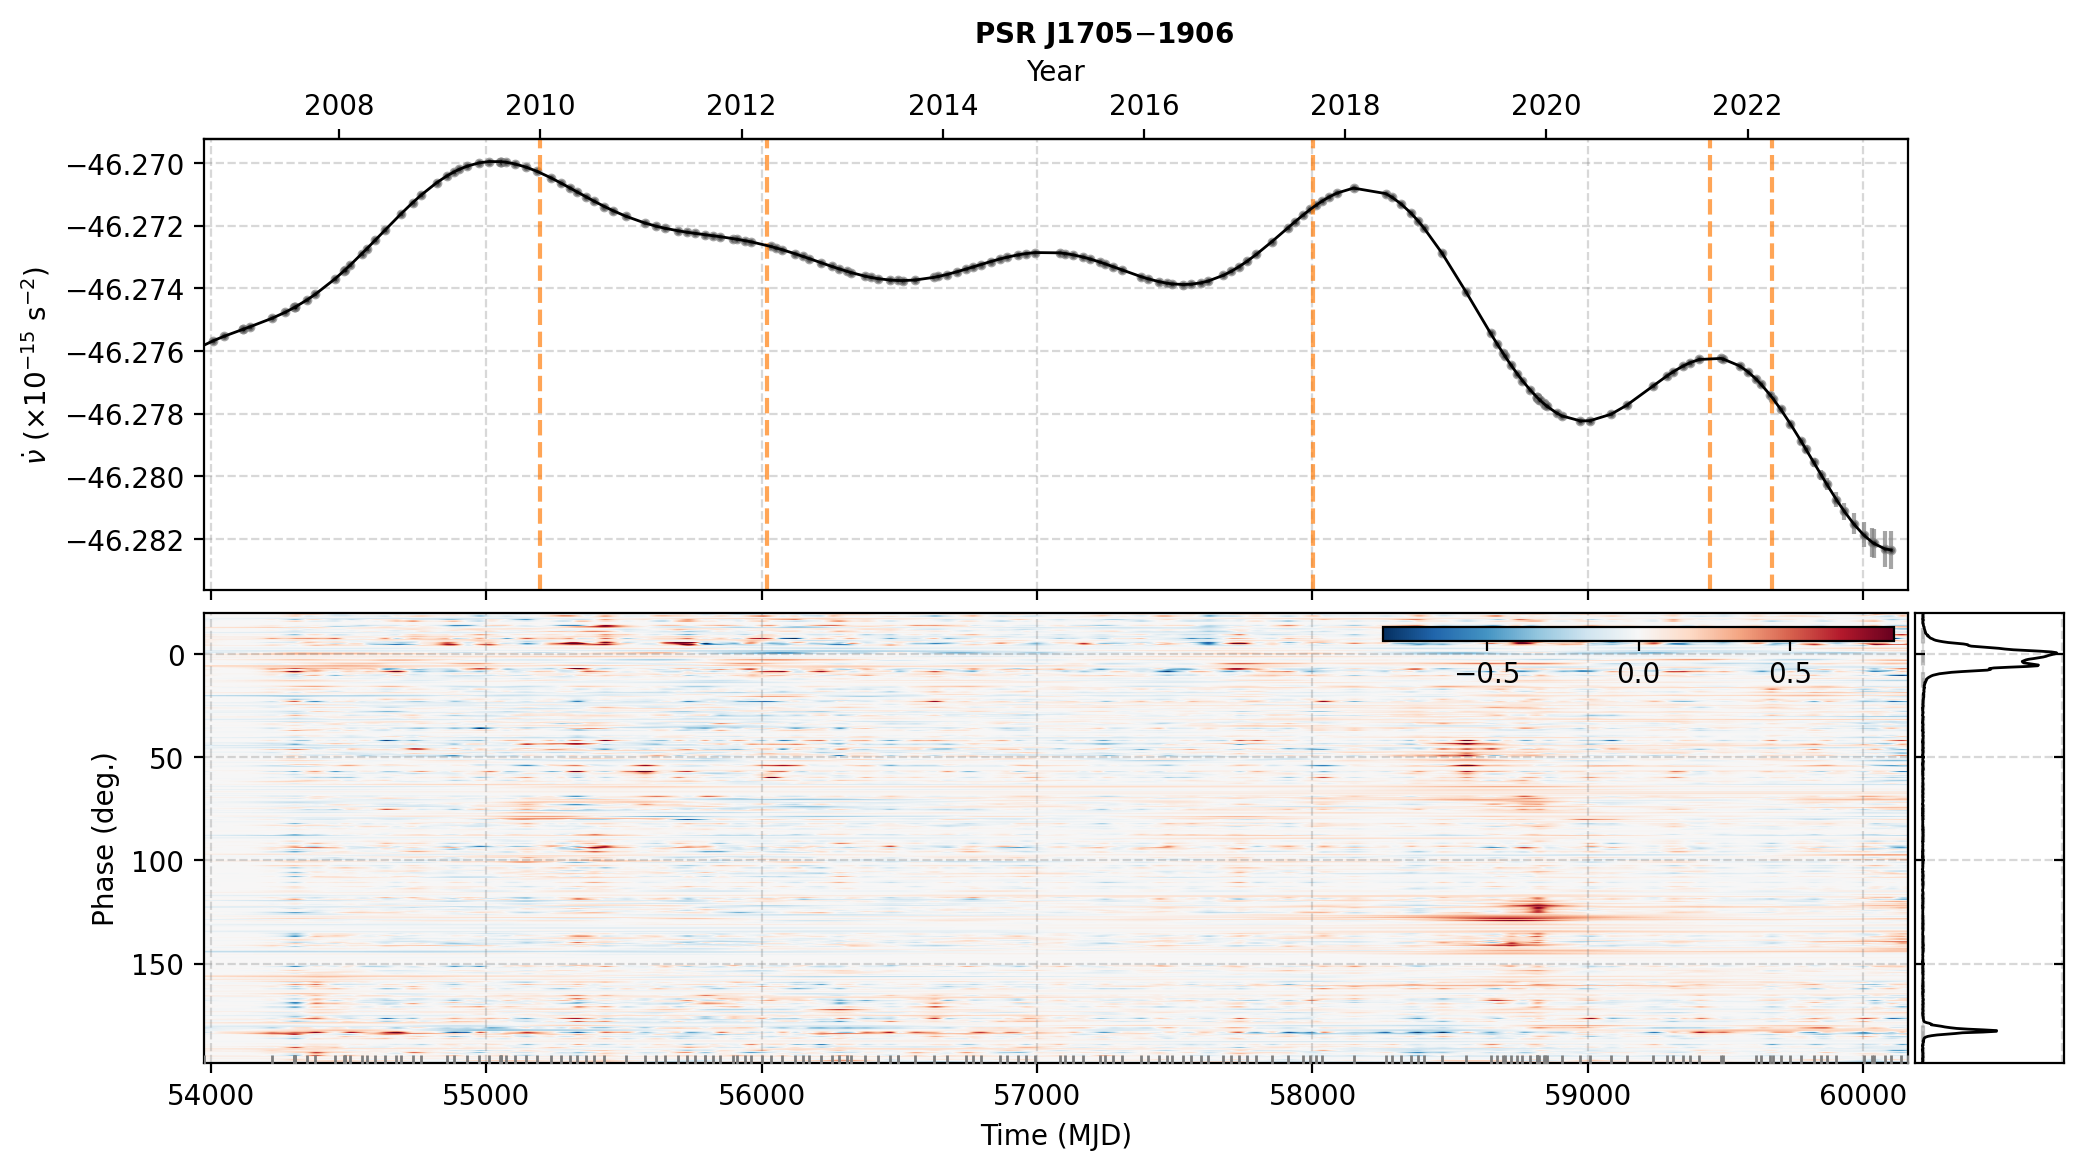 PSR J1705−1906
Year
2008 2010 2012 2014 2016 2018 2020 2022
−46.270
−46.272
−46.274
−46.276
−46.278
−46.280
−46.282
ν̇ (×10⁻¹⁵ s⁻²)
−0.5 0.0 0.5
0
50
100
150
Phase (deg.)
54000 55000 56000 57000 58000 59000 60000
Time (MJD)